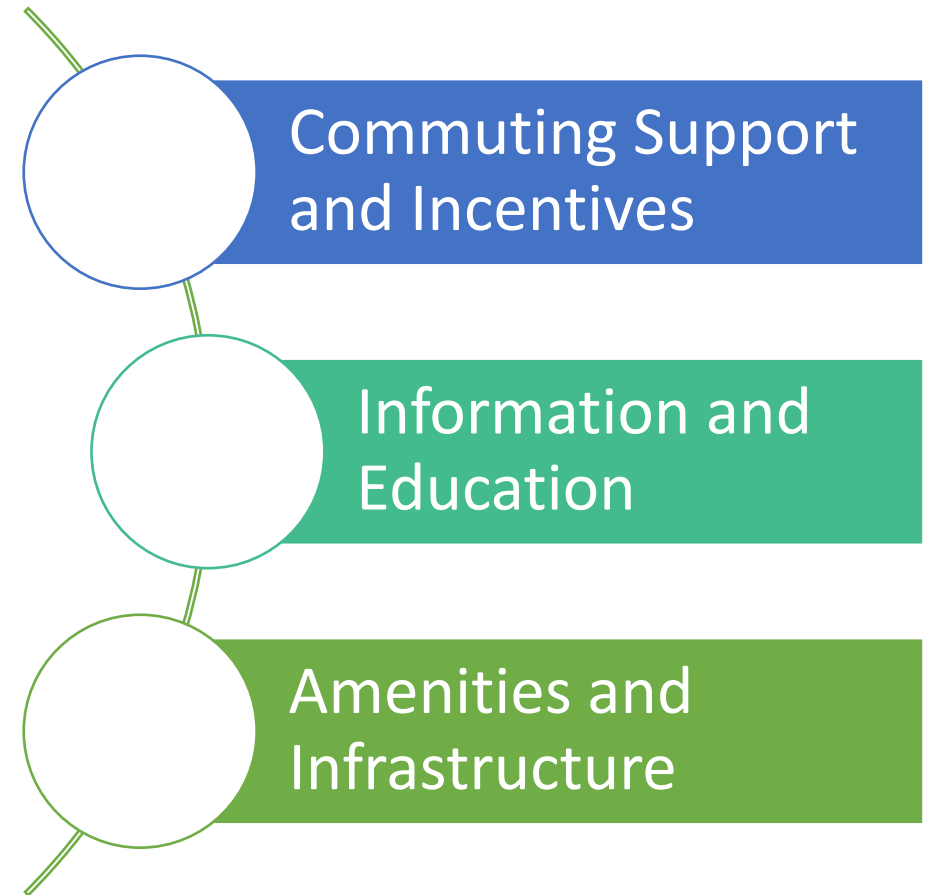 Commuting Support
and Incentives
Information and
Education
Amenities and
Infrastructure